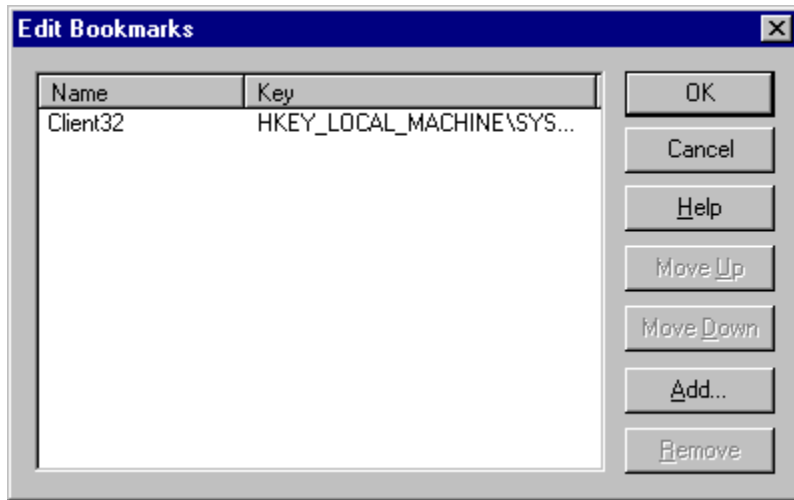 Edit Bookmarks
Name Key
Client32 HKEY_LOCAL_MACHINE\SYS...
OK
Cancel
Help
Move Up
Move Down
Add...
Remove